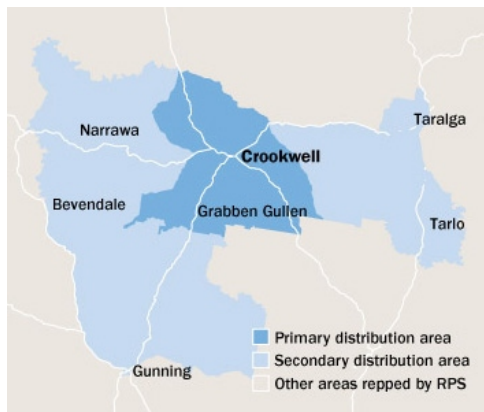 Taralga
Narrawa
Crookwell
Bevendale
Grabben Gullen
Tarlo
Primary distribution area
Secondary distribution area
Other areas repped by RPS
Gunning